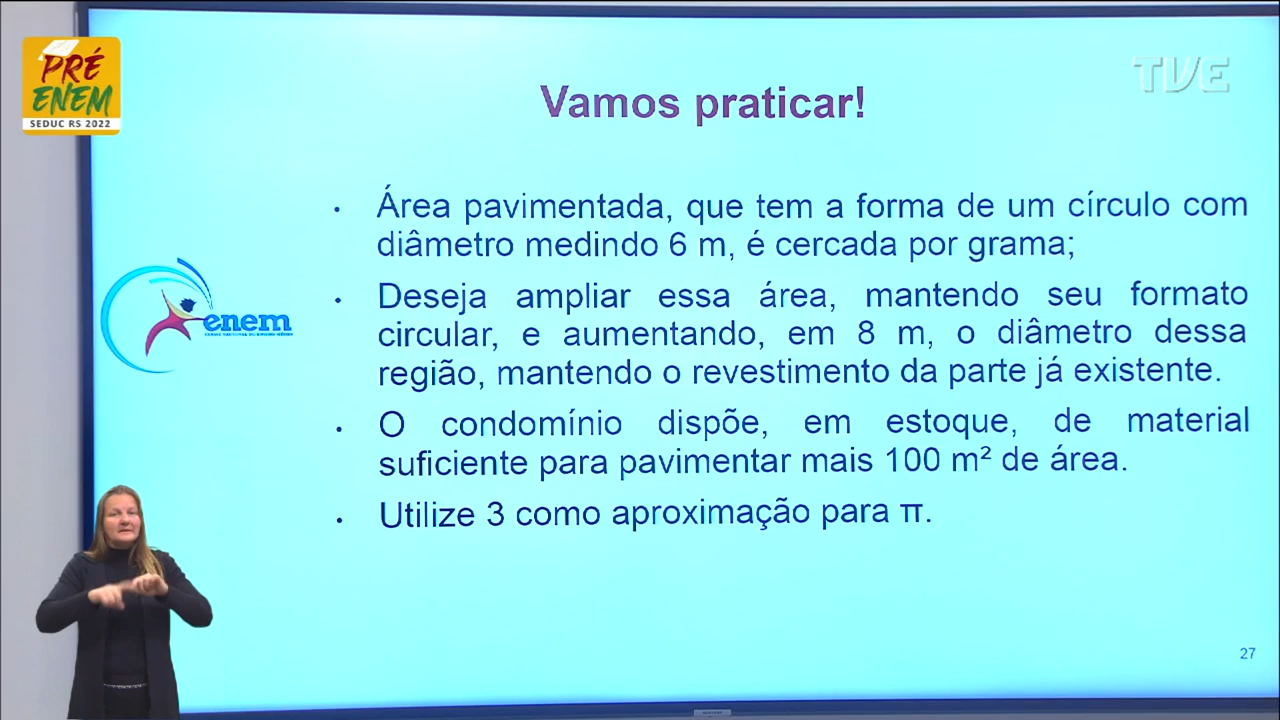 PRÉ
ENEM
SEDUC RS 2022
TVE
Vamos praticar!
• Área pavimentada, que tem a forma de um círculo com
diâmetro medindo 6 m, é cercada por grama;
• Deseja ampliar essa área, mantendo seu formato
circular, e aumentando, em 8 m, o diâmetro dessa
região, mantendo o revestimento da parte já existente.
enem
• O condomínio dispõe, em estoque, de material
suficiente para pavimentar mais 100 m² de área.
• Utilize 3 como aproximação para π.
27